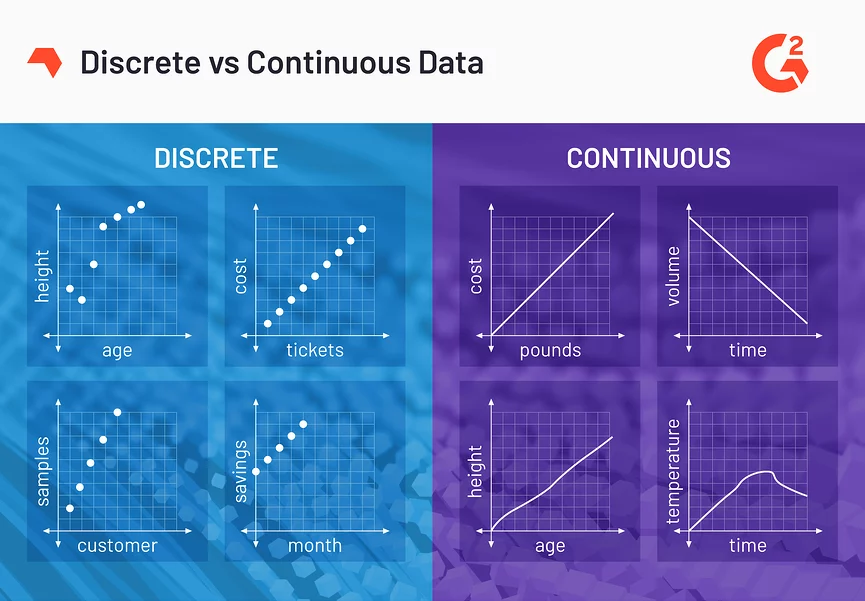 Discrete vs Continuous Data
G2
DISCRETE
height
age
cost
tickets
samples
customer
savings
month
CONTINUOUS
cost
pounds
volume
time
height
age
temperature
time